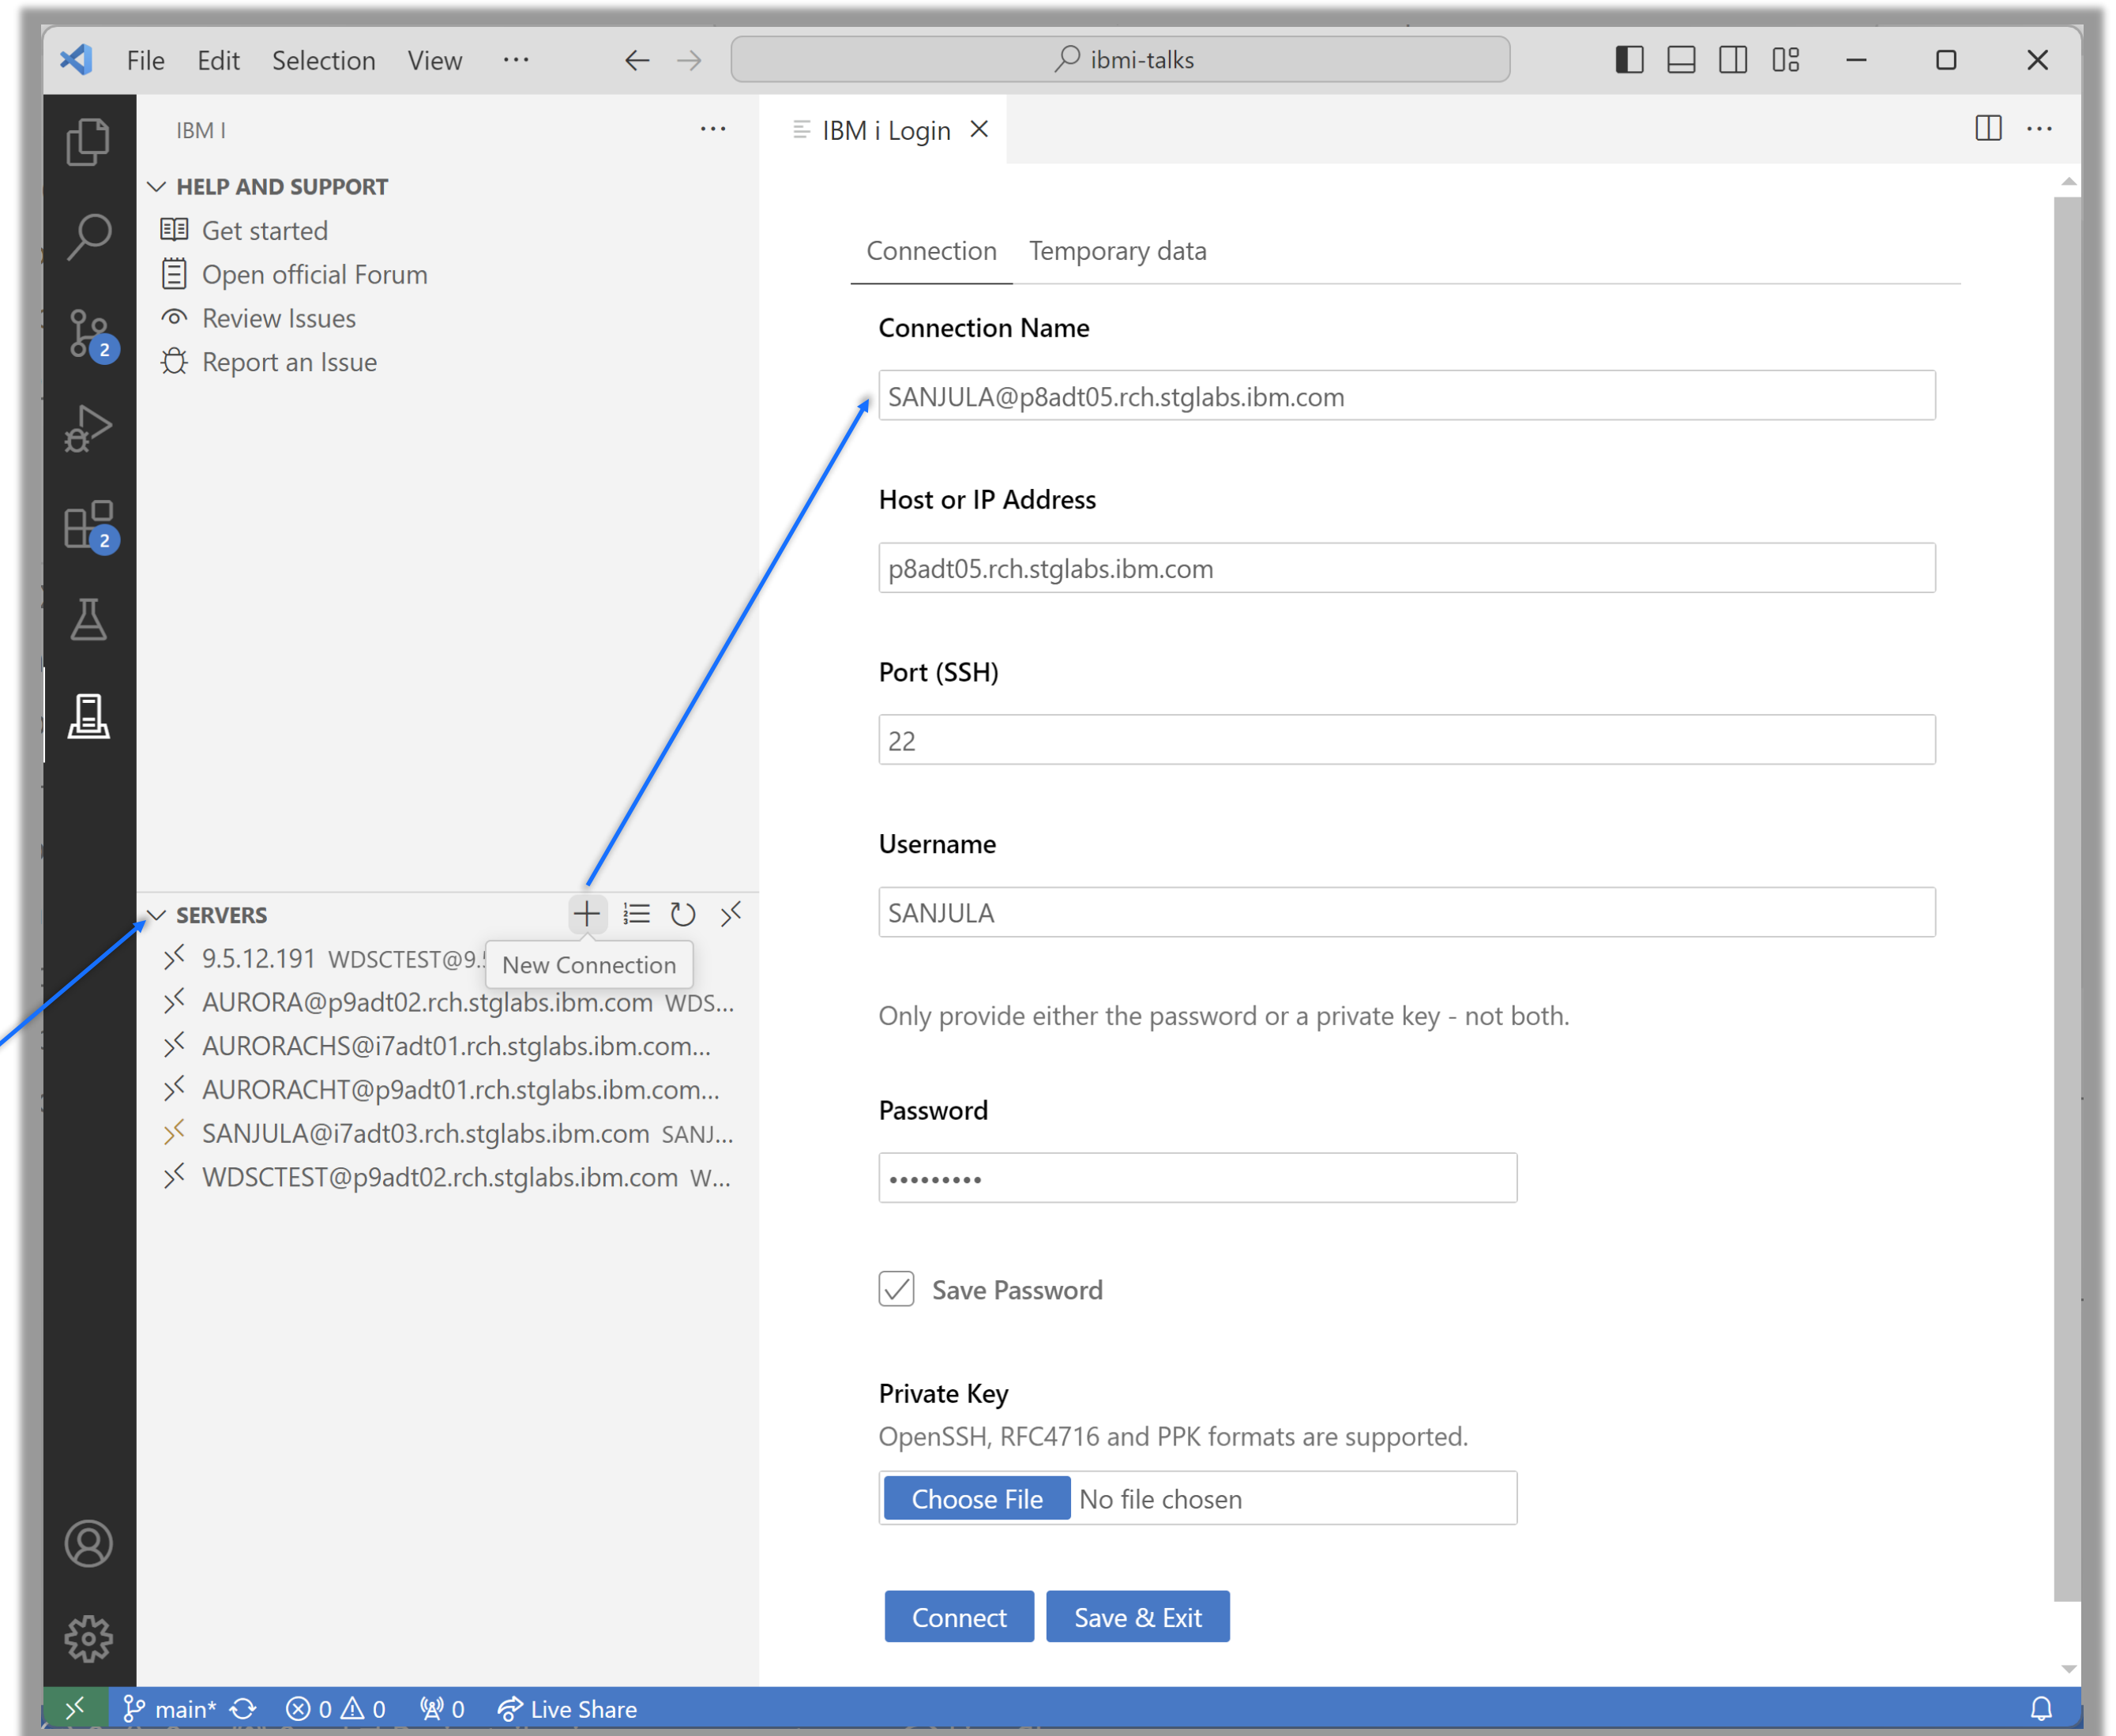 File Edit Selection View ··· ibmi-talks
IBM I
HELP AND SUPPORT
Get started
Open official Forum
Review Issues
Report an Issue
2
2
SERVERS
New Connection
9.5.12.191 WDSCTEST@9.
AURORA@p9adt02.rch.stglabs.ibm.com WDS...
AURORACHS@i7adt01.rch.stglabs.ibm.com...
AURORACHT@p9adt01.rch.stglabs.ibm.com...
SANJULA@i7adt03.rch.stglabs.ibm.com SANJ...
WDSCTEST@p9adt02.rch.stglabs.ibm.com W...
IBM i Login
Connection Temporary data
Connection Name
SANJULA@p8adt05.rch.stglabs.ibm.com
Host or IP Address
p8adt05.rch.stglabs.ibm.com
Port (SSH)
22
Username
SANJULA
Only provide either the password or a private key - not both.
Password
•••••••••
Save Password
Private Key
OpenSSH, RFC4716 and PPK formats are supported.
Choose File No file chosen
Connect Save & Exit
main* 0 0 0 Live Share